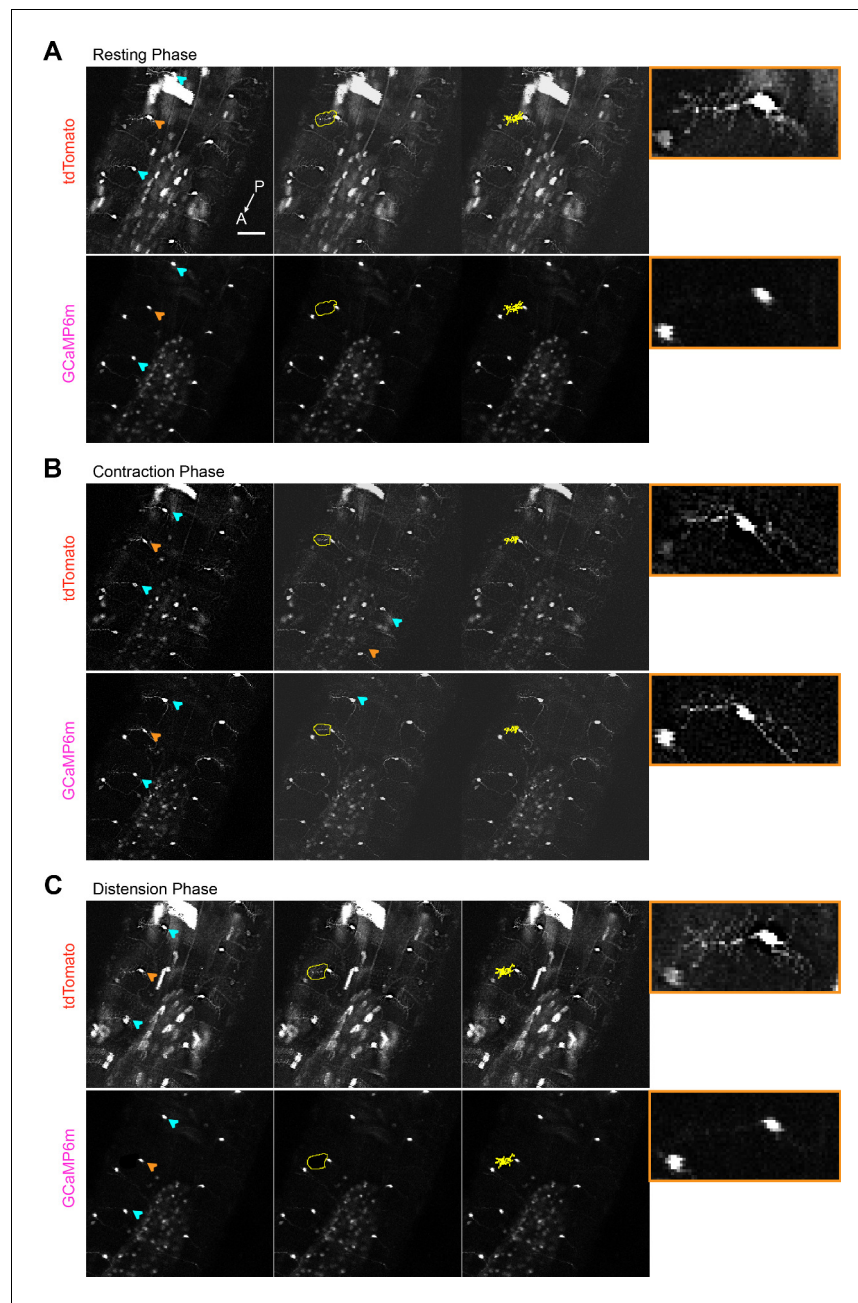 A
Resting Phase
tdTomato
P
A
GCaMP6m
B
Contraction Phase
tdTomato
GCaMP6m
C
Distension Phase
tdTomato
GCaMP6m